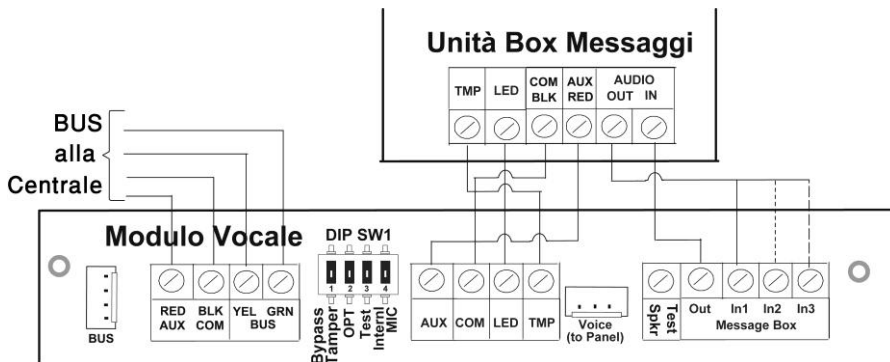 Unità Box Messaggi
TMP LED COM BLK AUX RED AUDIO OUT IN
BUS
alla
Centrale
Modulo Vocale
DIP SW1
1 2 3 4
BUS
RED AUX
BLK COM
YEL GRN
BUS
Bypass Tamper
OPT
Test
Internl MIC
AUX COM LED TMP
Voice
(to Panel)
Test Spkr
Out In1 In2 In3
Message Box